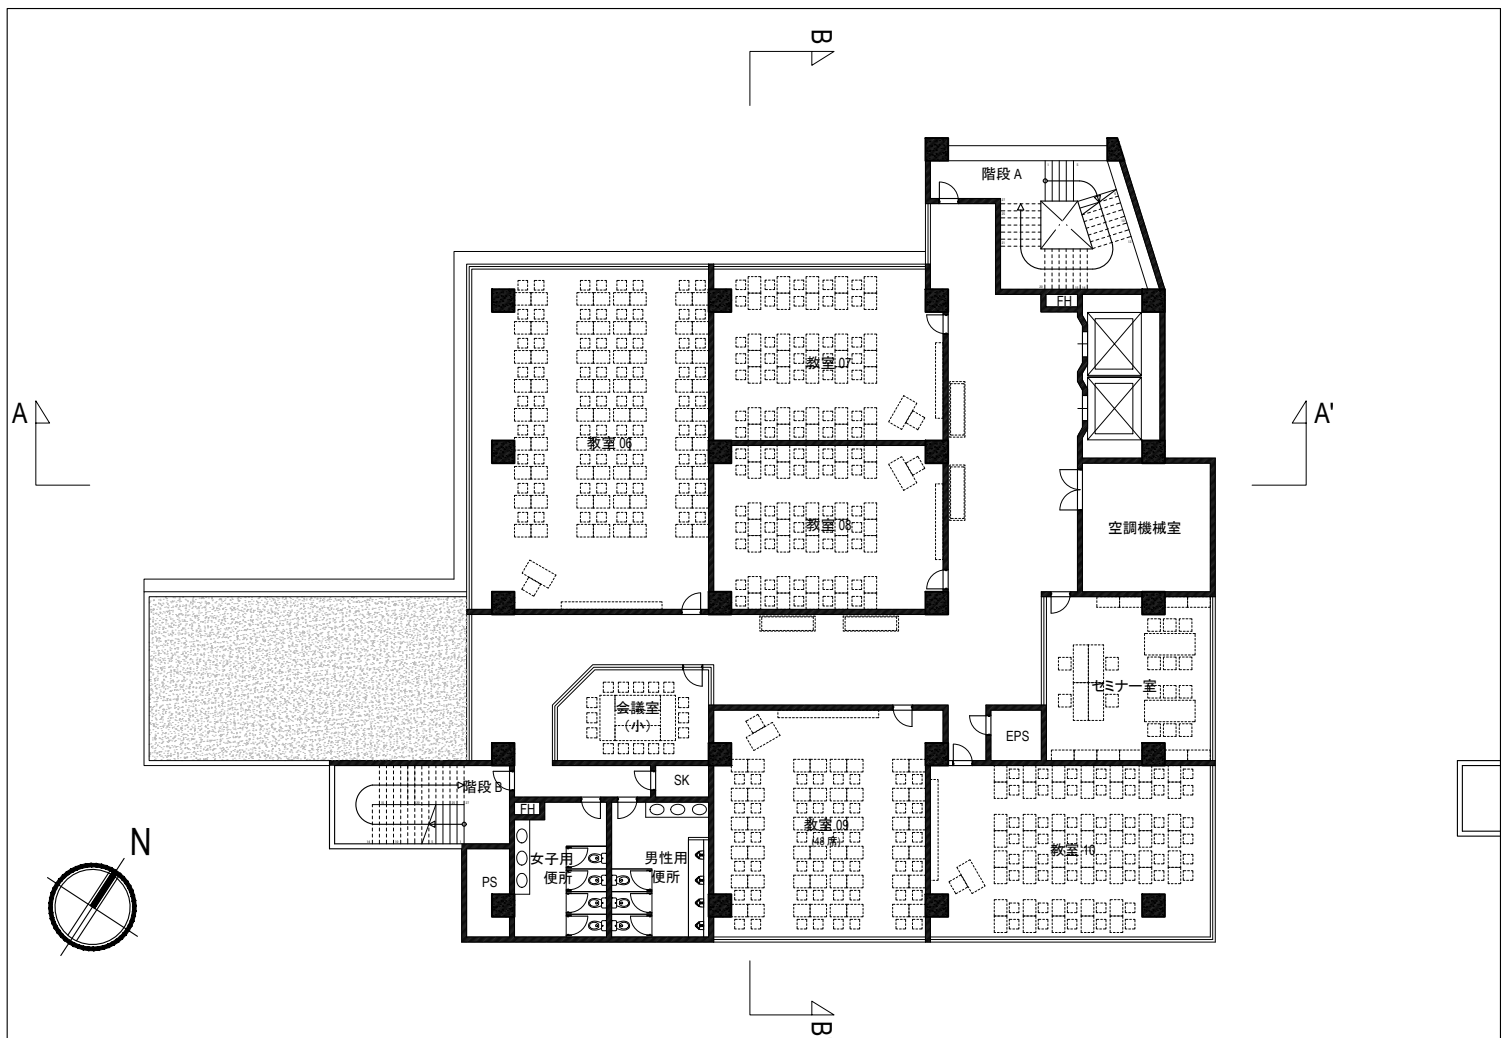 B
階段 A
FH
教室 07
A
A'
教室 06
教室 08
空調機械室
セミナー室
会議室
（小）
EPS
SK
階段 B
FH
教室 09
(48 席)
N
女子用
便所
男性用
便所
教室 10
PS
B